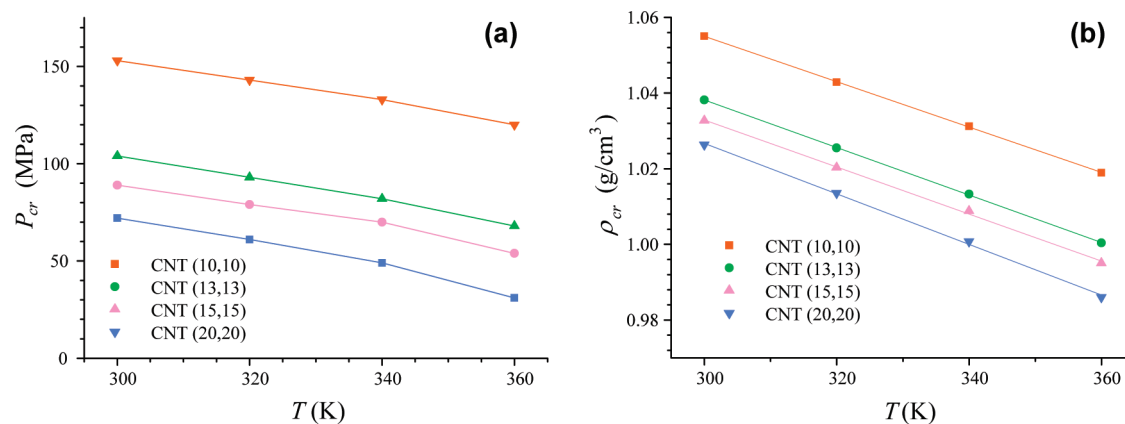 (a)
150
100
50
0
P_cr (MPa)
CNT (10,10)
CNT (13,13)
CNT (15,15)
CNT (20,20)
300 320 340 360
T (K)
(b)
1.06
1.04
1.02
1.00
0.98
ρ_cr (g/cm³)
CNT (10,10)
CNT (13,13)
CNT (15,15)
CNT (20,20)
300 320 340 360
T (K)